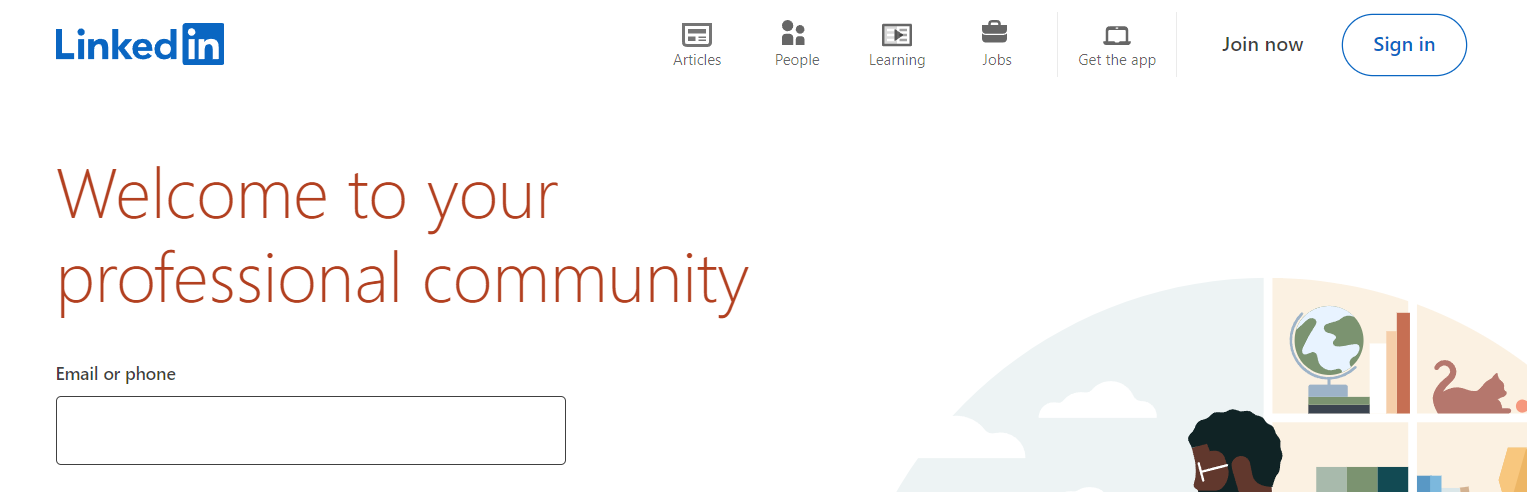 Linkedin
Articles
People
Learning
Jobs
Get the app
Join now
Sign in
Welcome to your
professional community
Email or phone